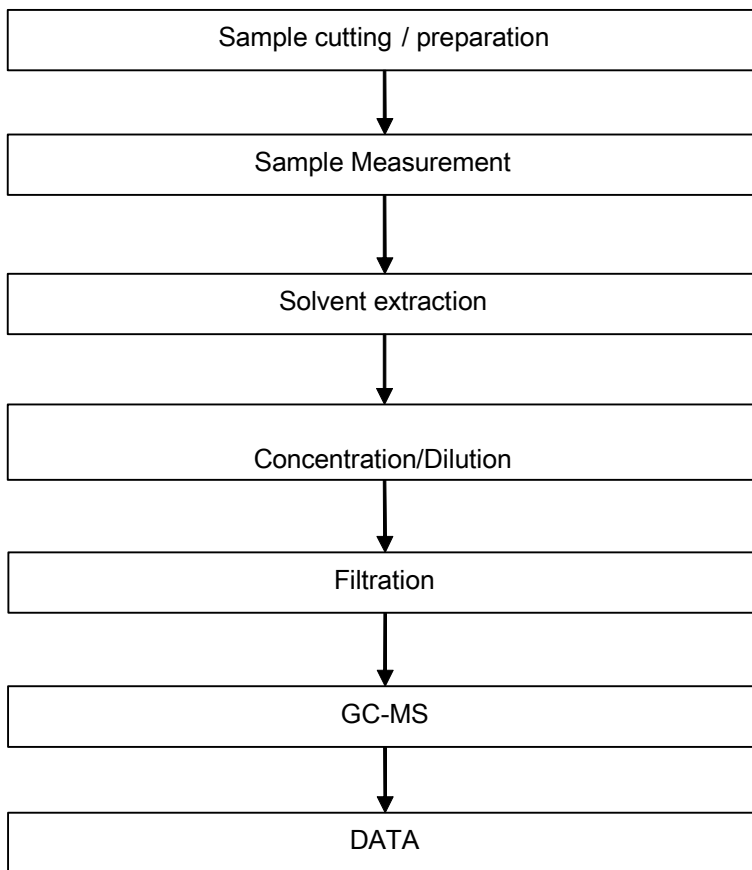 Sample cutting / preparation
Sample Measurement
Solvent extraction
Concentration/Dilution
Filtration
GC-MS
DATA